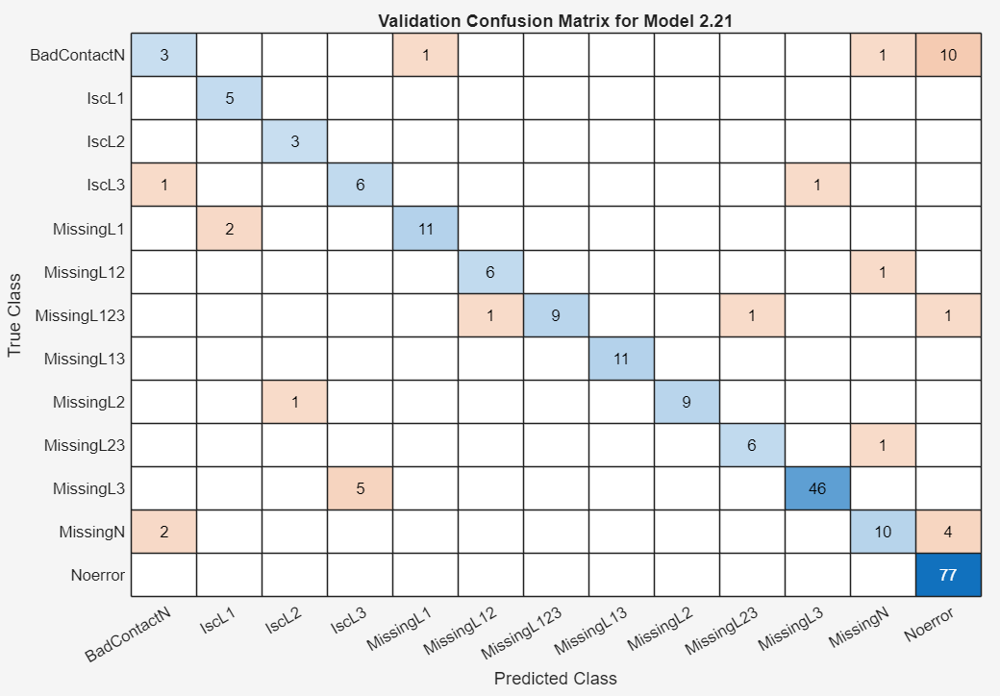 Validation Confusion Matrix for Model 2.21
True Class
BadContactN 3 1 1 10
IscL1 5
IscL2 3
IscL3 1 6 1
MissingL1 2 11
MissingL12 6 1
MissingL123 1 9 1 1
MissingL13 11
MissingL2 1 9
MissingL23 6 1
MissingL3 5 46
MissingN 2 10 4
Noerror 77
BadContactN IscL1 IscL2 IscL3 MissingL1 MissingL12 MissingL123 MissingL13 MissingL2 MissingL23 MissingL3 MissingN Noerror
Predicted Class